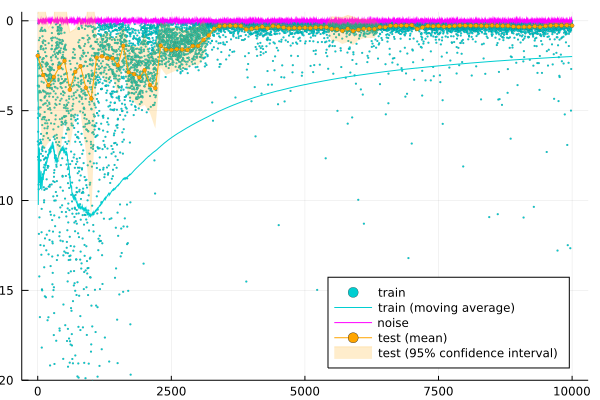 0
−5
10
15
20
0
2500
5000
7500
10000
train
train (moving average)
noise
test (mean)
test (95% confidence interval)